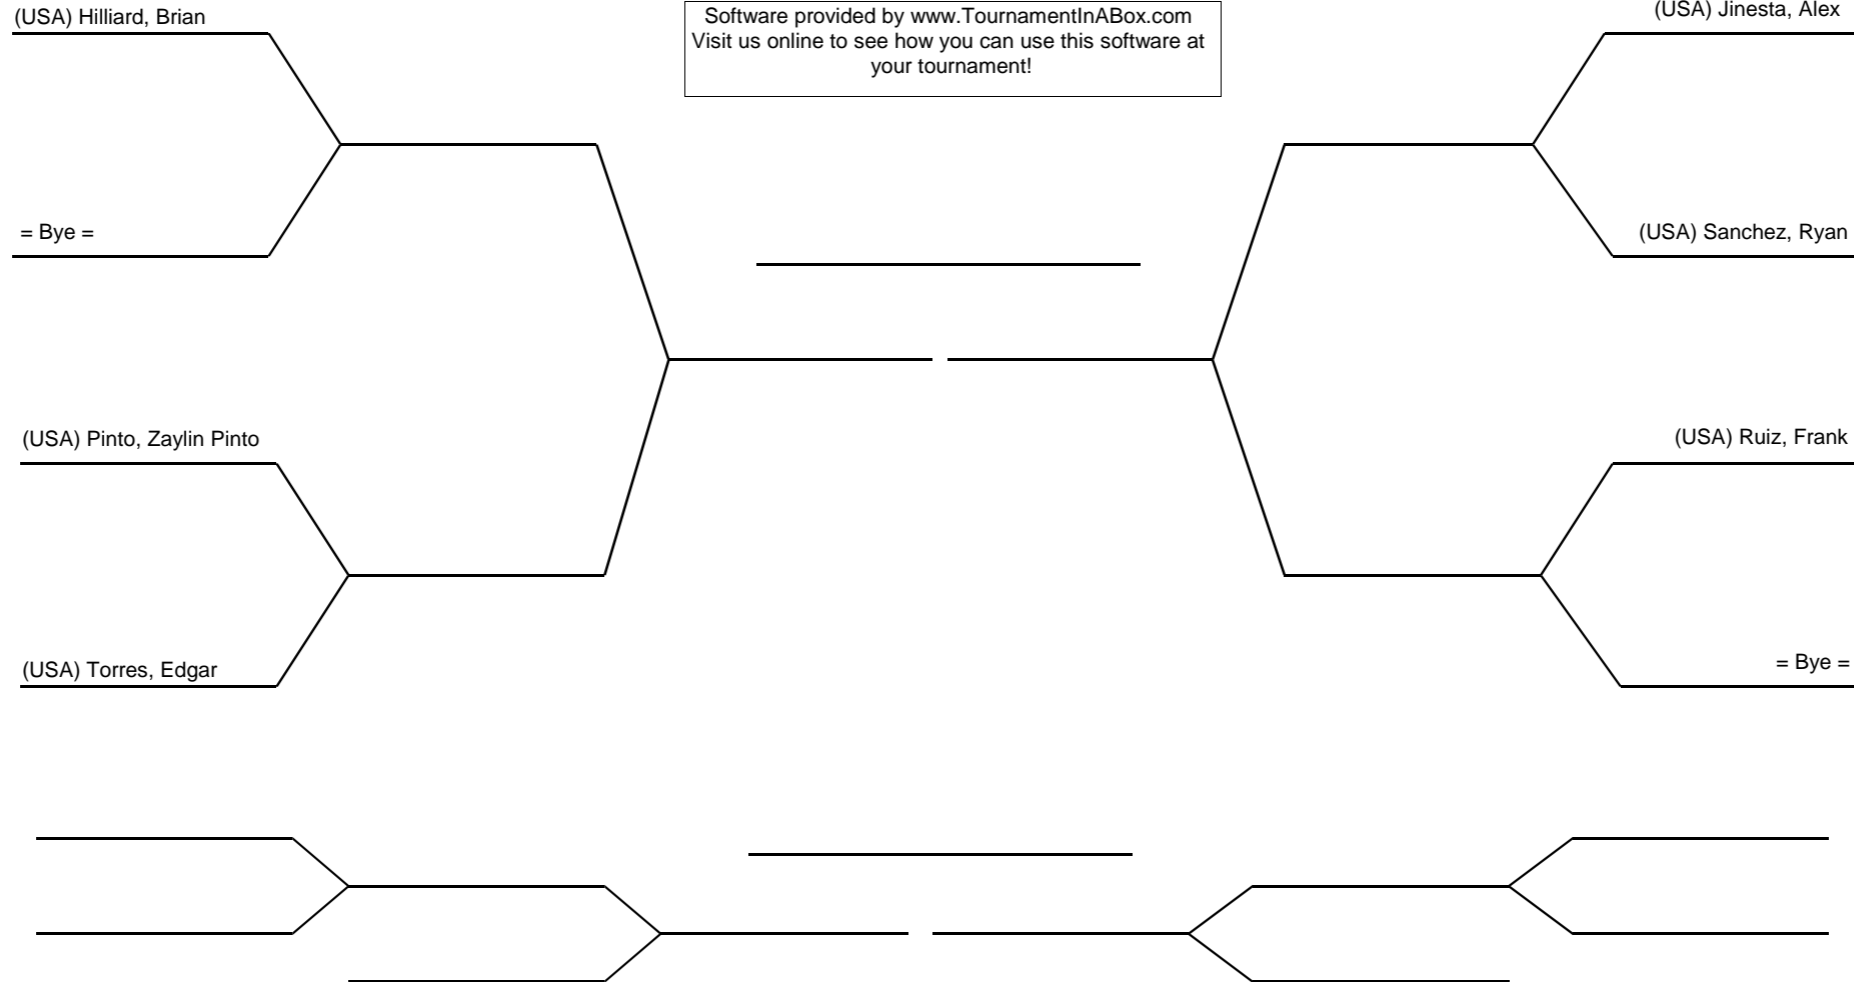 (USA) Hilliard, Brian
Software provided by www.TournamentInABox.com
Visit us online to see how you can use this software at
your tournament!
(USA) Jinesta, Alex
= Bye =
(USA) Sanchez, Ryan
(USA) Pinto, Zaylin Pinto
(USA) Ruiz, Frank
(USA) Torres, Edgar
= Bye =